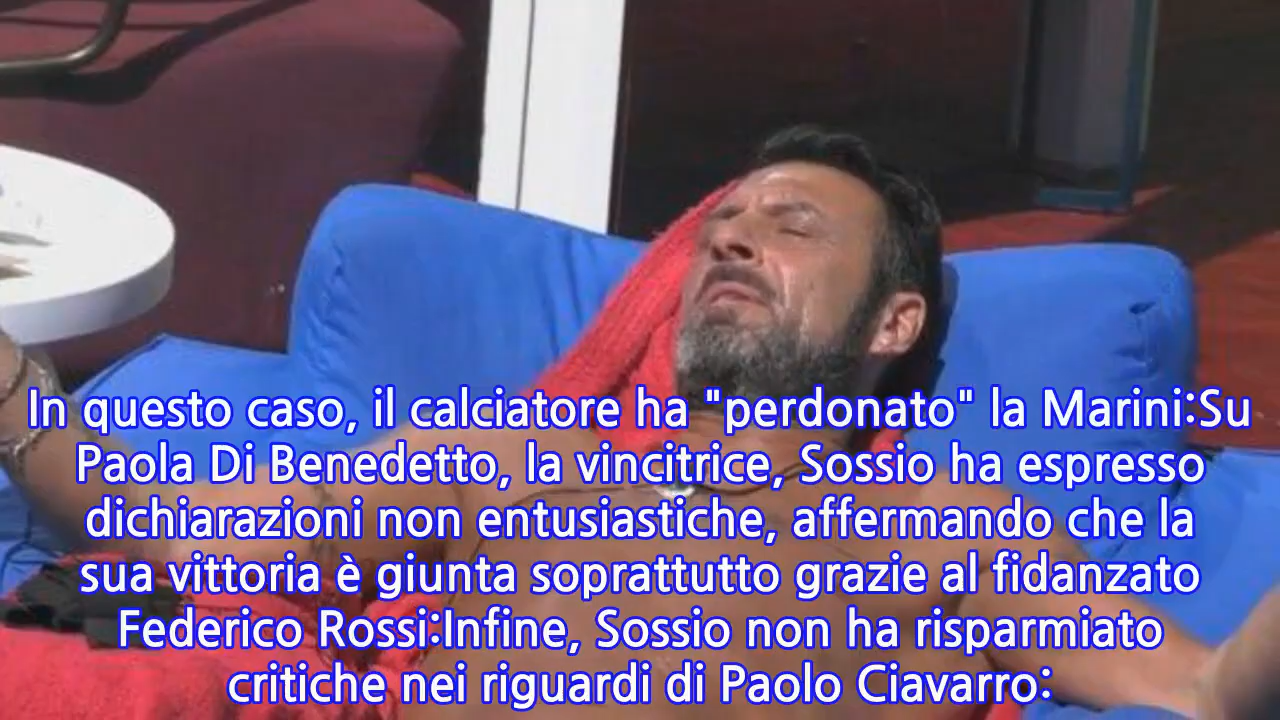 In questo caso, il calciatore ha "perdonato" la Marini:Su
Paola Di Benedetto, la vincitrice, Sossio ha espresso
dichiarazioni non entusiastiche, affermando che la
sua vittoria è giunta soprattutto grazie al fidanzato
Federico Rossi:Infine, Sossio non ha risparmiato
critiche nei riguardi di Paolo Ciavarro: